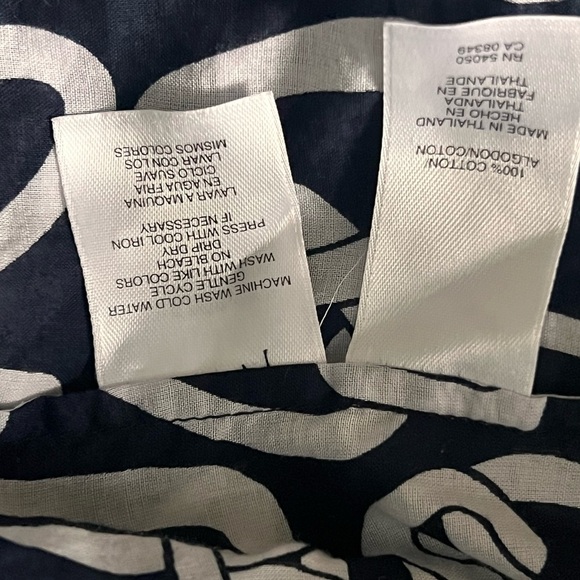 MACHINE WASH COLD WATER
GENTLE CYCLE
WASH WITH LIKE COLORS
NO BLEACH
DRIP DRY
PRESS WITH COOL IRON
IF NECESSARY
LAVAR A MAQUINA
EN AGUA FRIA
CICLO SUAVE
LAVAR CON LOS
MISMOS COLORES
100% COTTON/
ALGODON/COTON
MADE IN THAILAND
HECHO EN
THAILANDA
FABRIQUE EN
THAILANDE
RN 54050
CA 08349